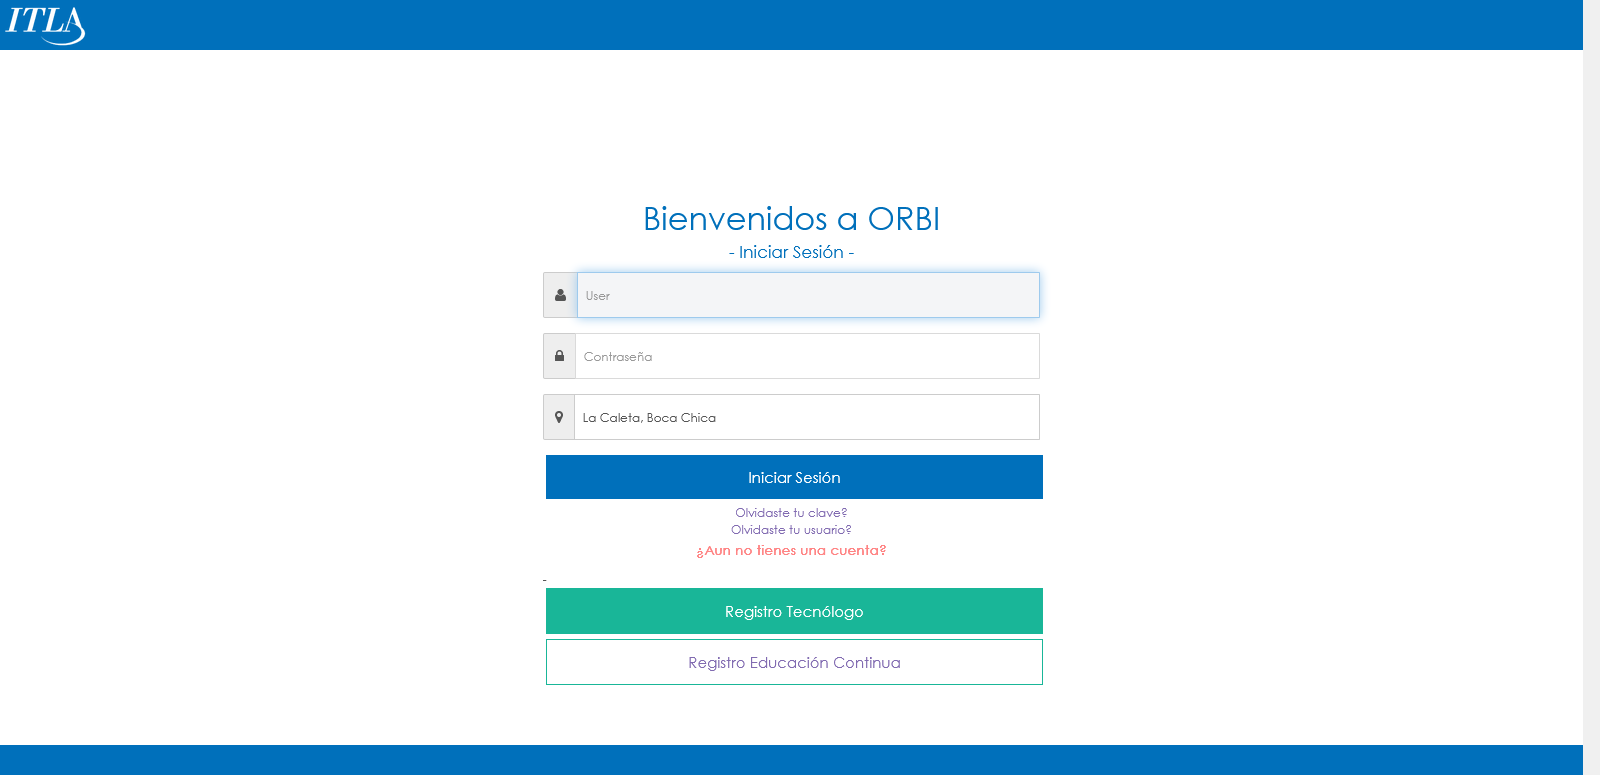 ITLA
Bienvenidos a ORBI
- Iniciar Sesión -
User
Contraseña
La Caleta, Boca Chica
Iniciar Sesión
Olvidaste tu clave?
Olvidaste tu usuario?
¿Aun no tienes una cuenta?
-
Registro Tecnólogo
Registro Educación Continua